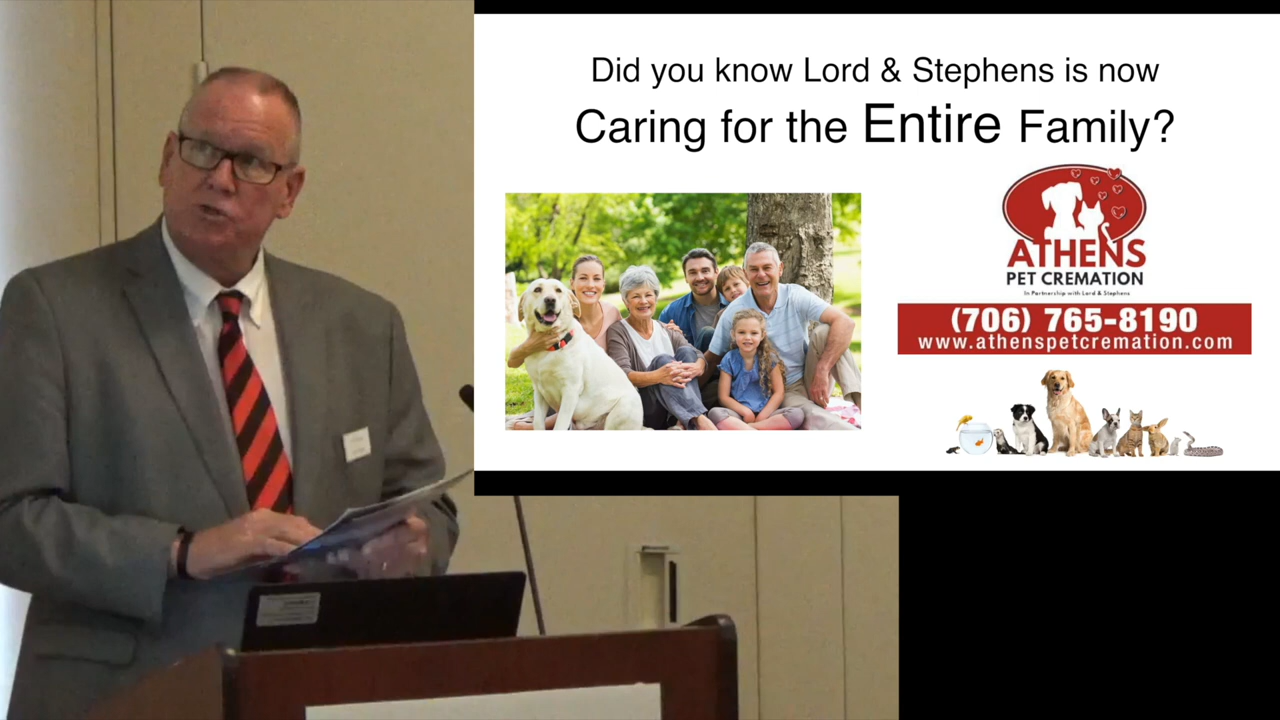 Did you know Lord & Stephens is now
Caring for the Entire Family?
ATHENS
PET CREMATION
In Partnership with Lord & Stephens
(706) 765-8190
www.athenspetcremation.com